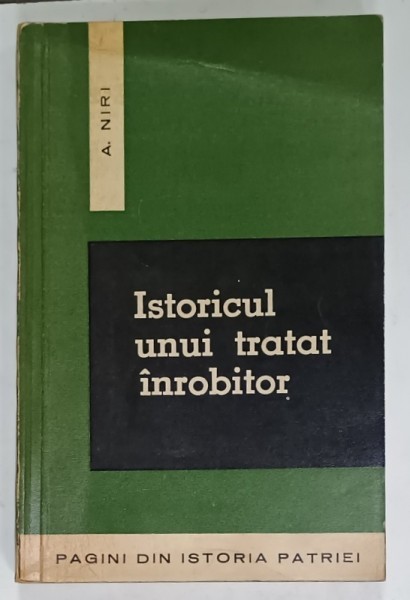 A. NIRI
Istoricul
unui tratat
înrobitor
PAGINI DIN ISTORIA PATRIEI